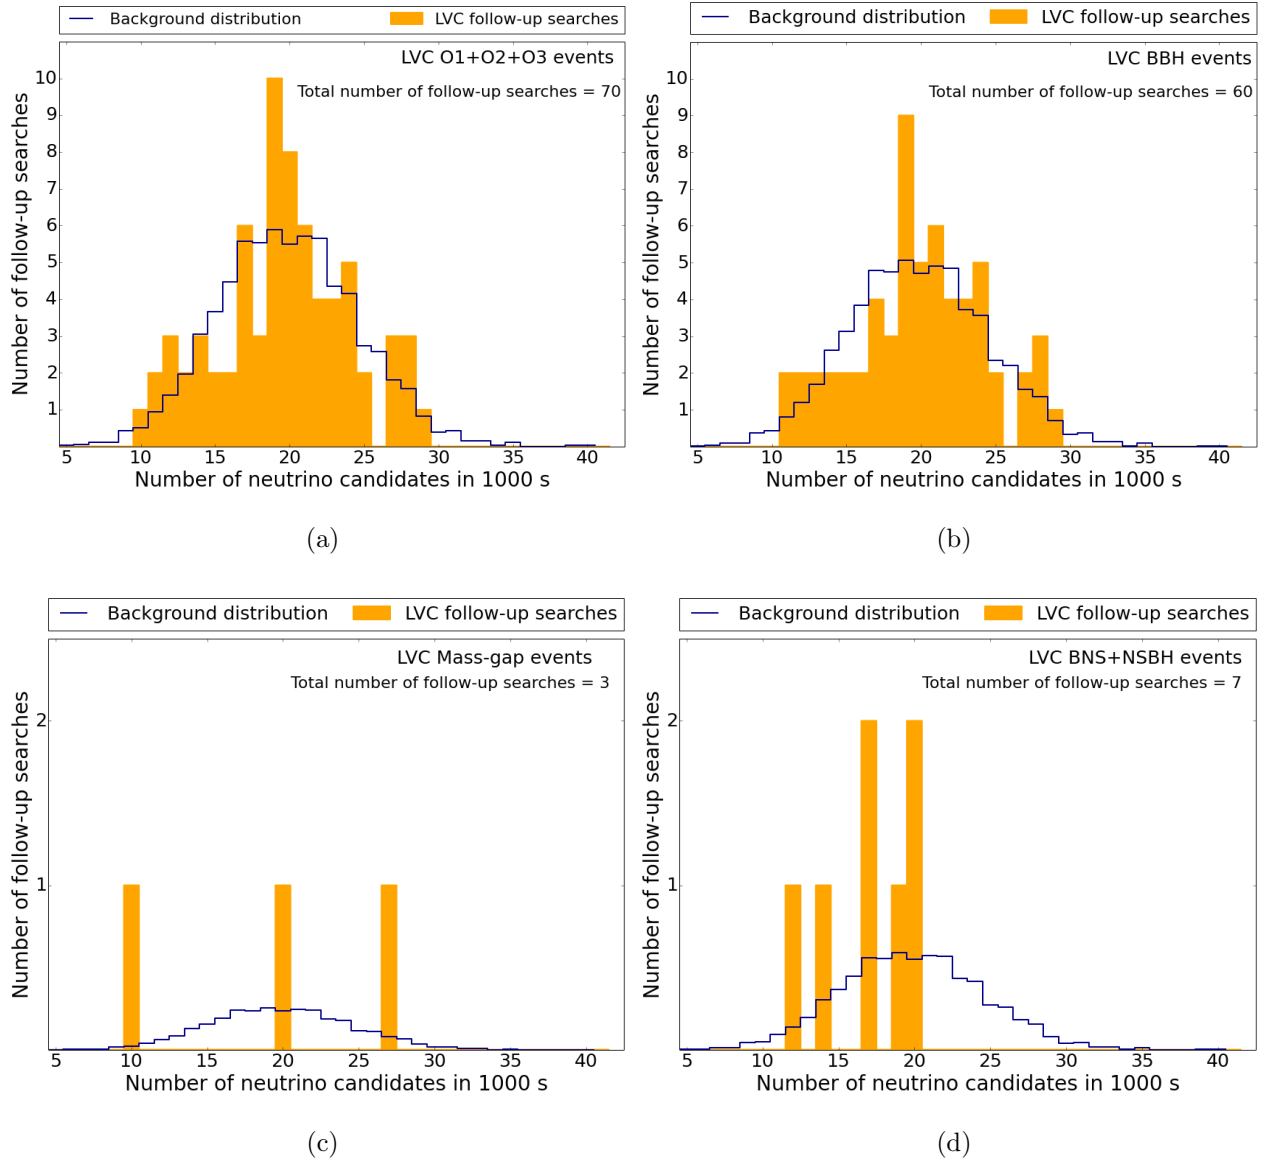 Background distribution LVC follow-up searches
LVC O1+O2+O3 events
Total number of follow-up searches = 70
Number of follow-up searches
10
9
8
7
6
5
4
3
2
1
5 10 15 20 25 30 35 40
Number of neutrino candidates in 1000 s
(a)
Background distribution LVC follow-up searches
LVC BBH events
Total number of follow-up searches = 60
Number of follow-up searches
10
9
8
7
6
5
4
3
2
1
5 10 15 20 25 30 35 40
Number of neutrino candidates in 1000 s
(b)
Background distribution LVC follow-up searches
LVC Mass-gap events
Total number of follow-up searches = 3
Number of follow-up searches
2
1
5 10 15 20 25 30 35 40
Number of neutrino candidates in 1000 s
(c)
Background distribution LVC follow-up searches
LVC BNS+NSBH events
Total number of follow-up searches = 7
Number of follow-up searches
2
1
5 10 15 20 25 30 35 40
Number of neutrino candidates in 1000 s
(d)